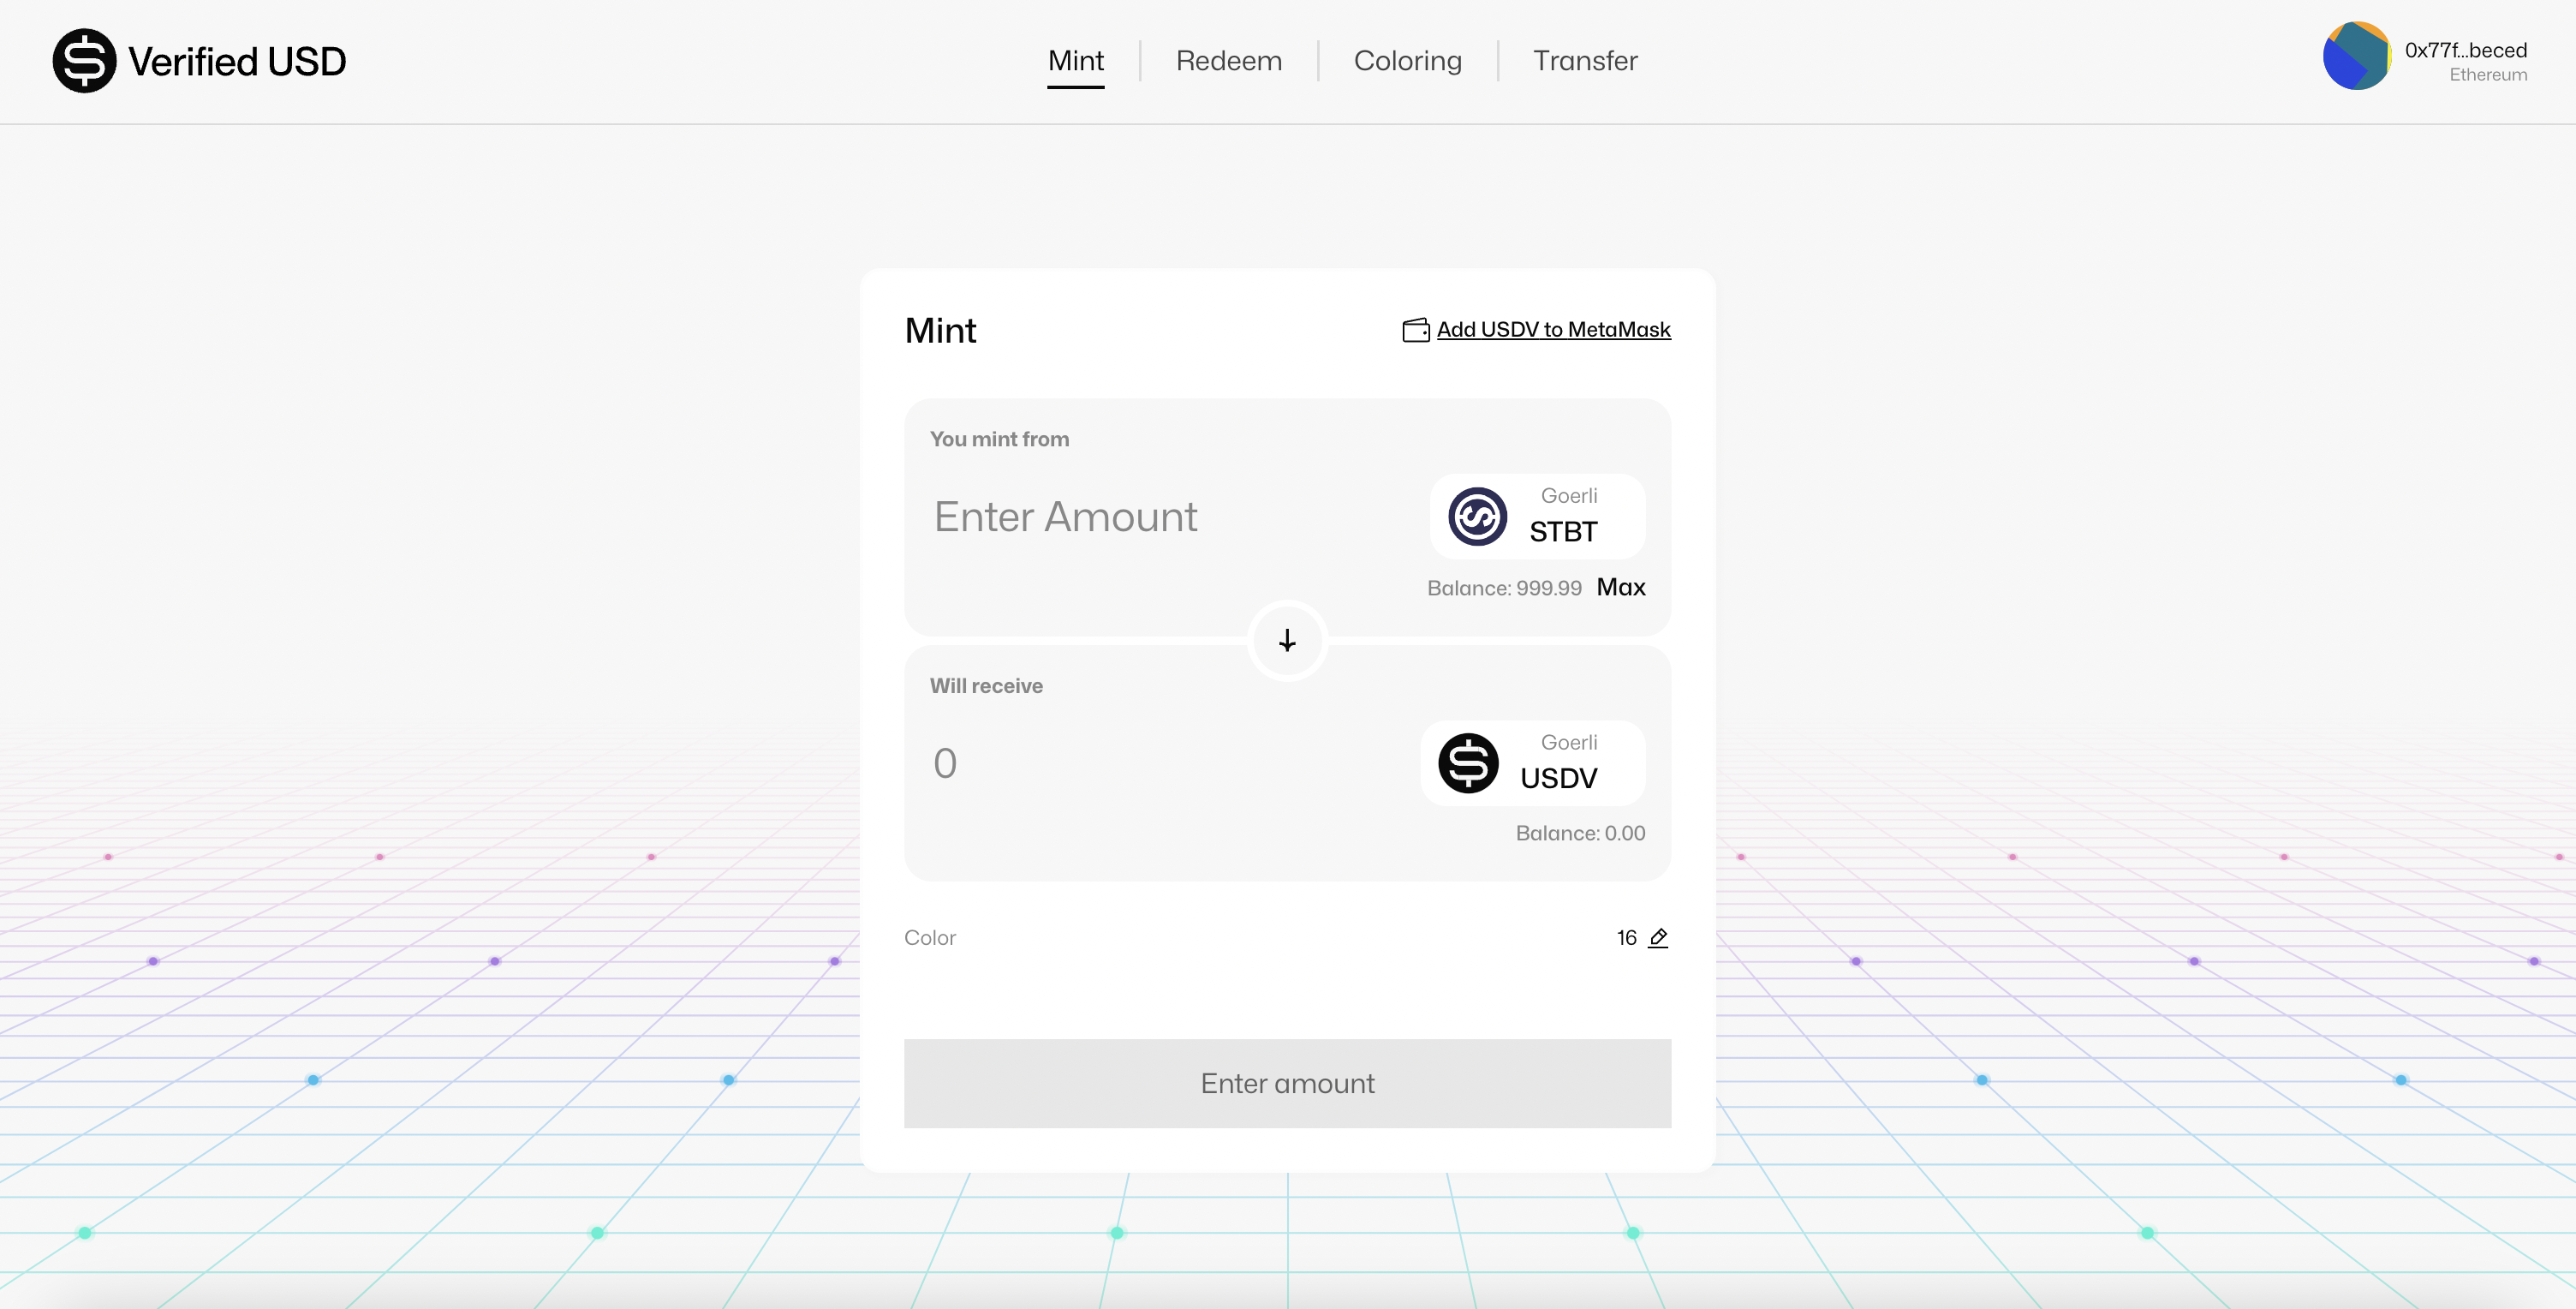 Verified USD
Mint
Redeem
Coloring
Transfer
0x77f...beced
Ethereum
Mint
Add USDV to MetaMask
You mint from
Enter Amount
Goerli
STBT
Balance: 999.99 Max
Will receive
0
Goerli
USDV
Balance: 0.00
Color
16
Enter amount